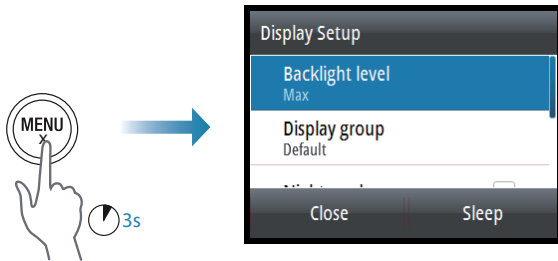 Display Setup
Backlight level
Max
MENU
X
Display group
Default
3s
Close
Sleep